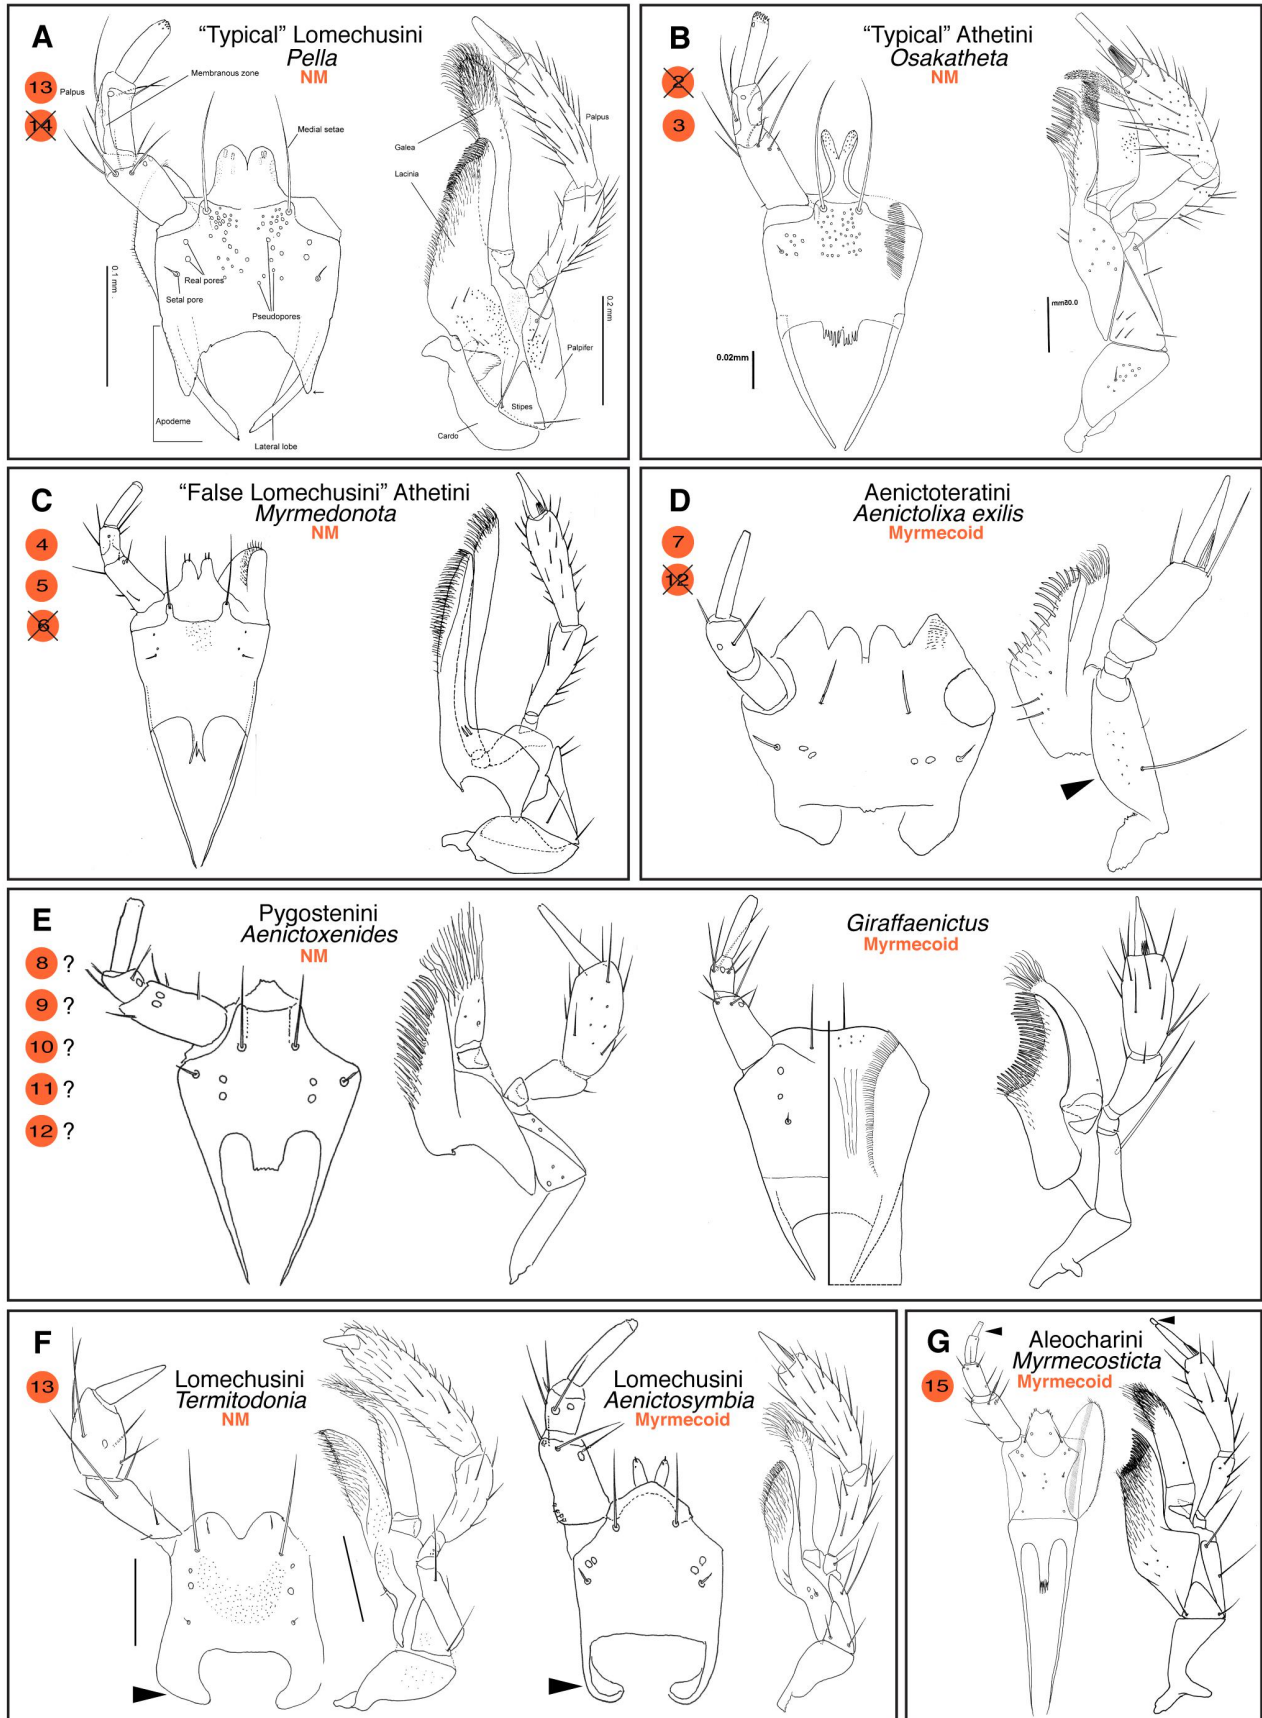 A
"Typical" Lomechusini
Pella
NM
13
14
Palpus
Membranous zone
Medial setae
Galea
Lacinia
Palpus
0.1 mm
Real pores
Setal pore
Pseudopores
0.2 mm
Palpifer
Stipes
Apodeme
Cardo
Lateral lobe
B
"Typical" Athetini
Osakatheta
NM
2
3
0.02mm
0.05mm
C
"False Lomechusini" Athetini
Myrmedonota
NM
4
5
6
D
Aenictoteratini
Aenictolixa exilis
Myrmecoid
7
12
E
Pygostenini
Aenictoxenides
NM
8 ?
9 ?
10 ?
11 ?
12 ?
Giraffaenictus
Myrmecoid
F
13
Lomechusini
Termitodonia
NM
Lomechusini
Aenictosymbia
Myrmecoid
G
Aleocharini
Myrmecosticta
Myrmecoid
15